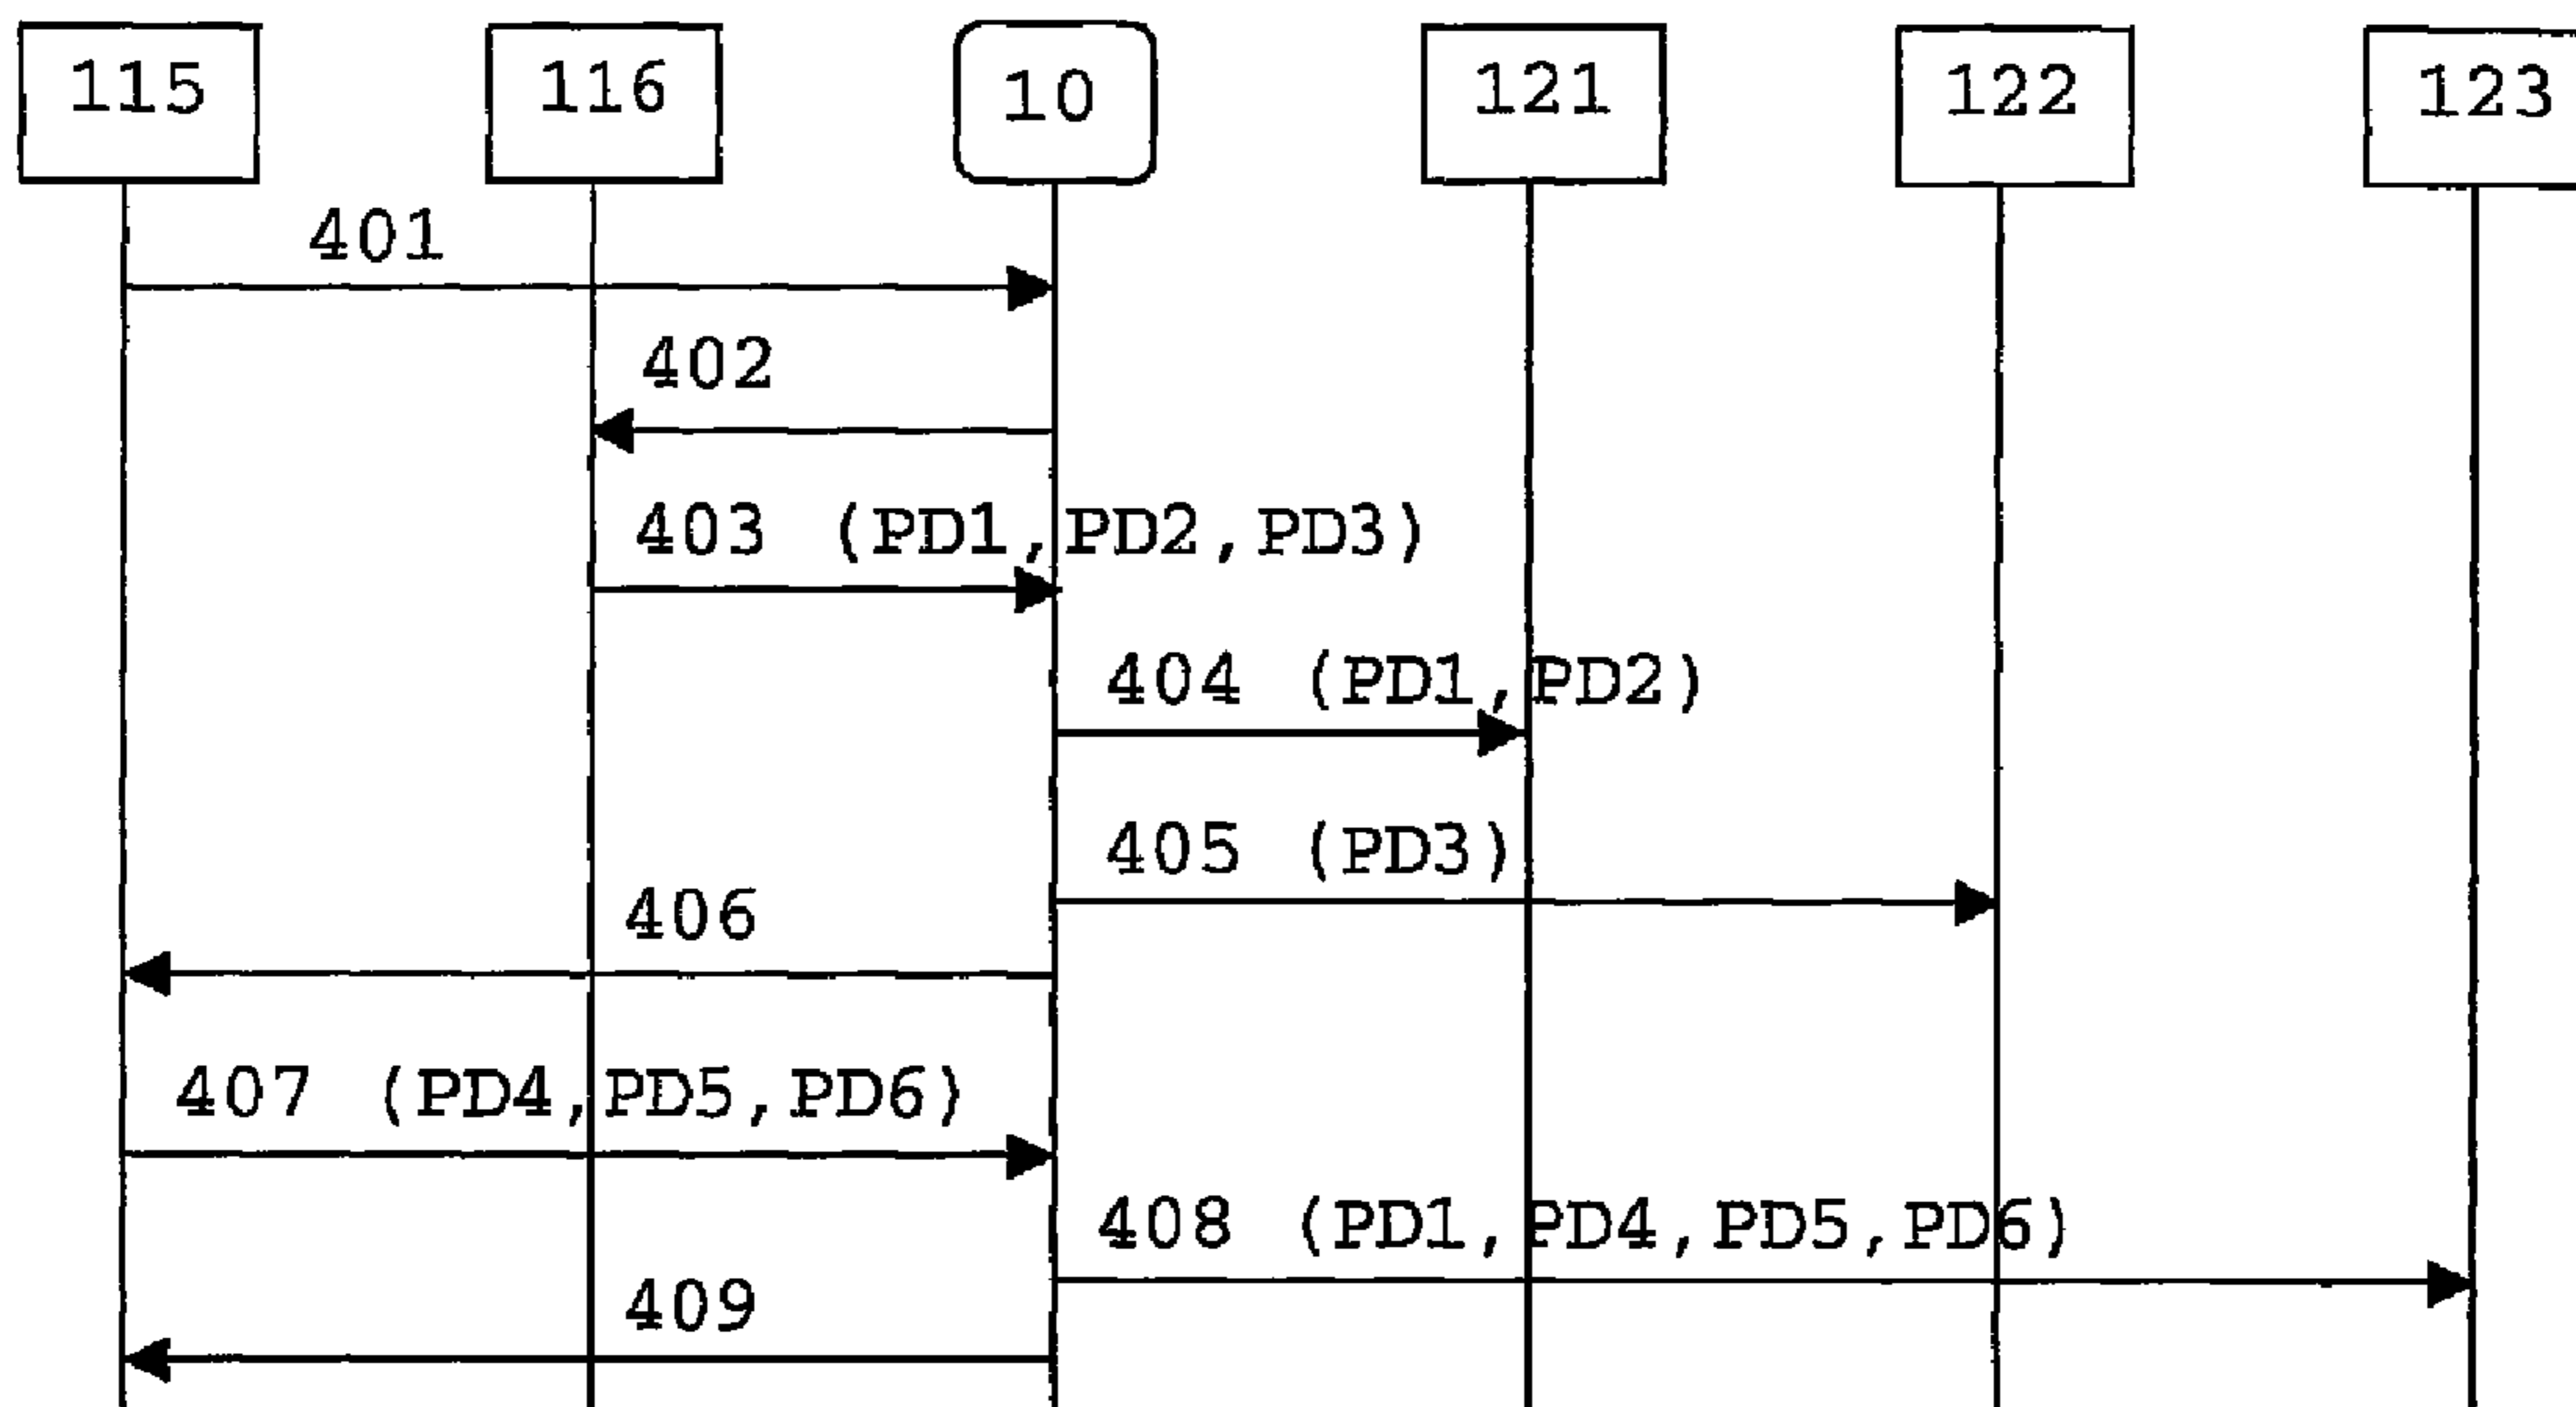 115 116 10 121 122 123
401
402
403 (PD1,PD2,PD3)
404 (PD1,PD2)
405 (PD3)
406
407 (PD4,PD5,PD6)
408 (PD1,PD4,PD5,PD6)
409